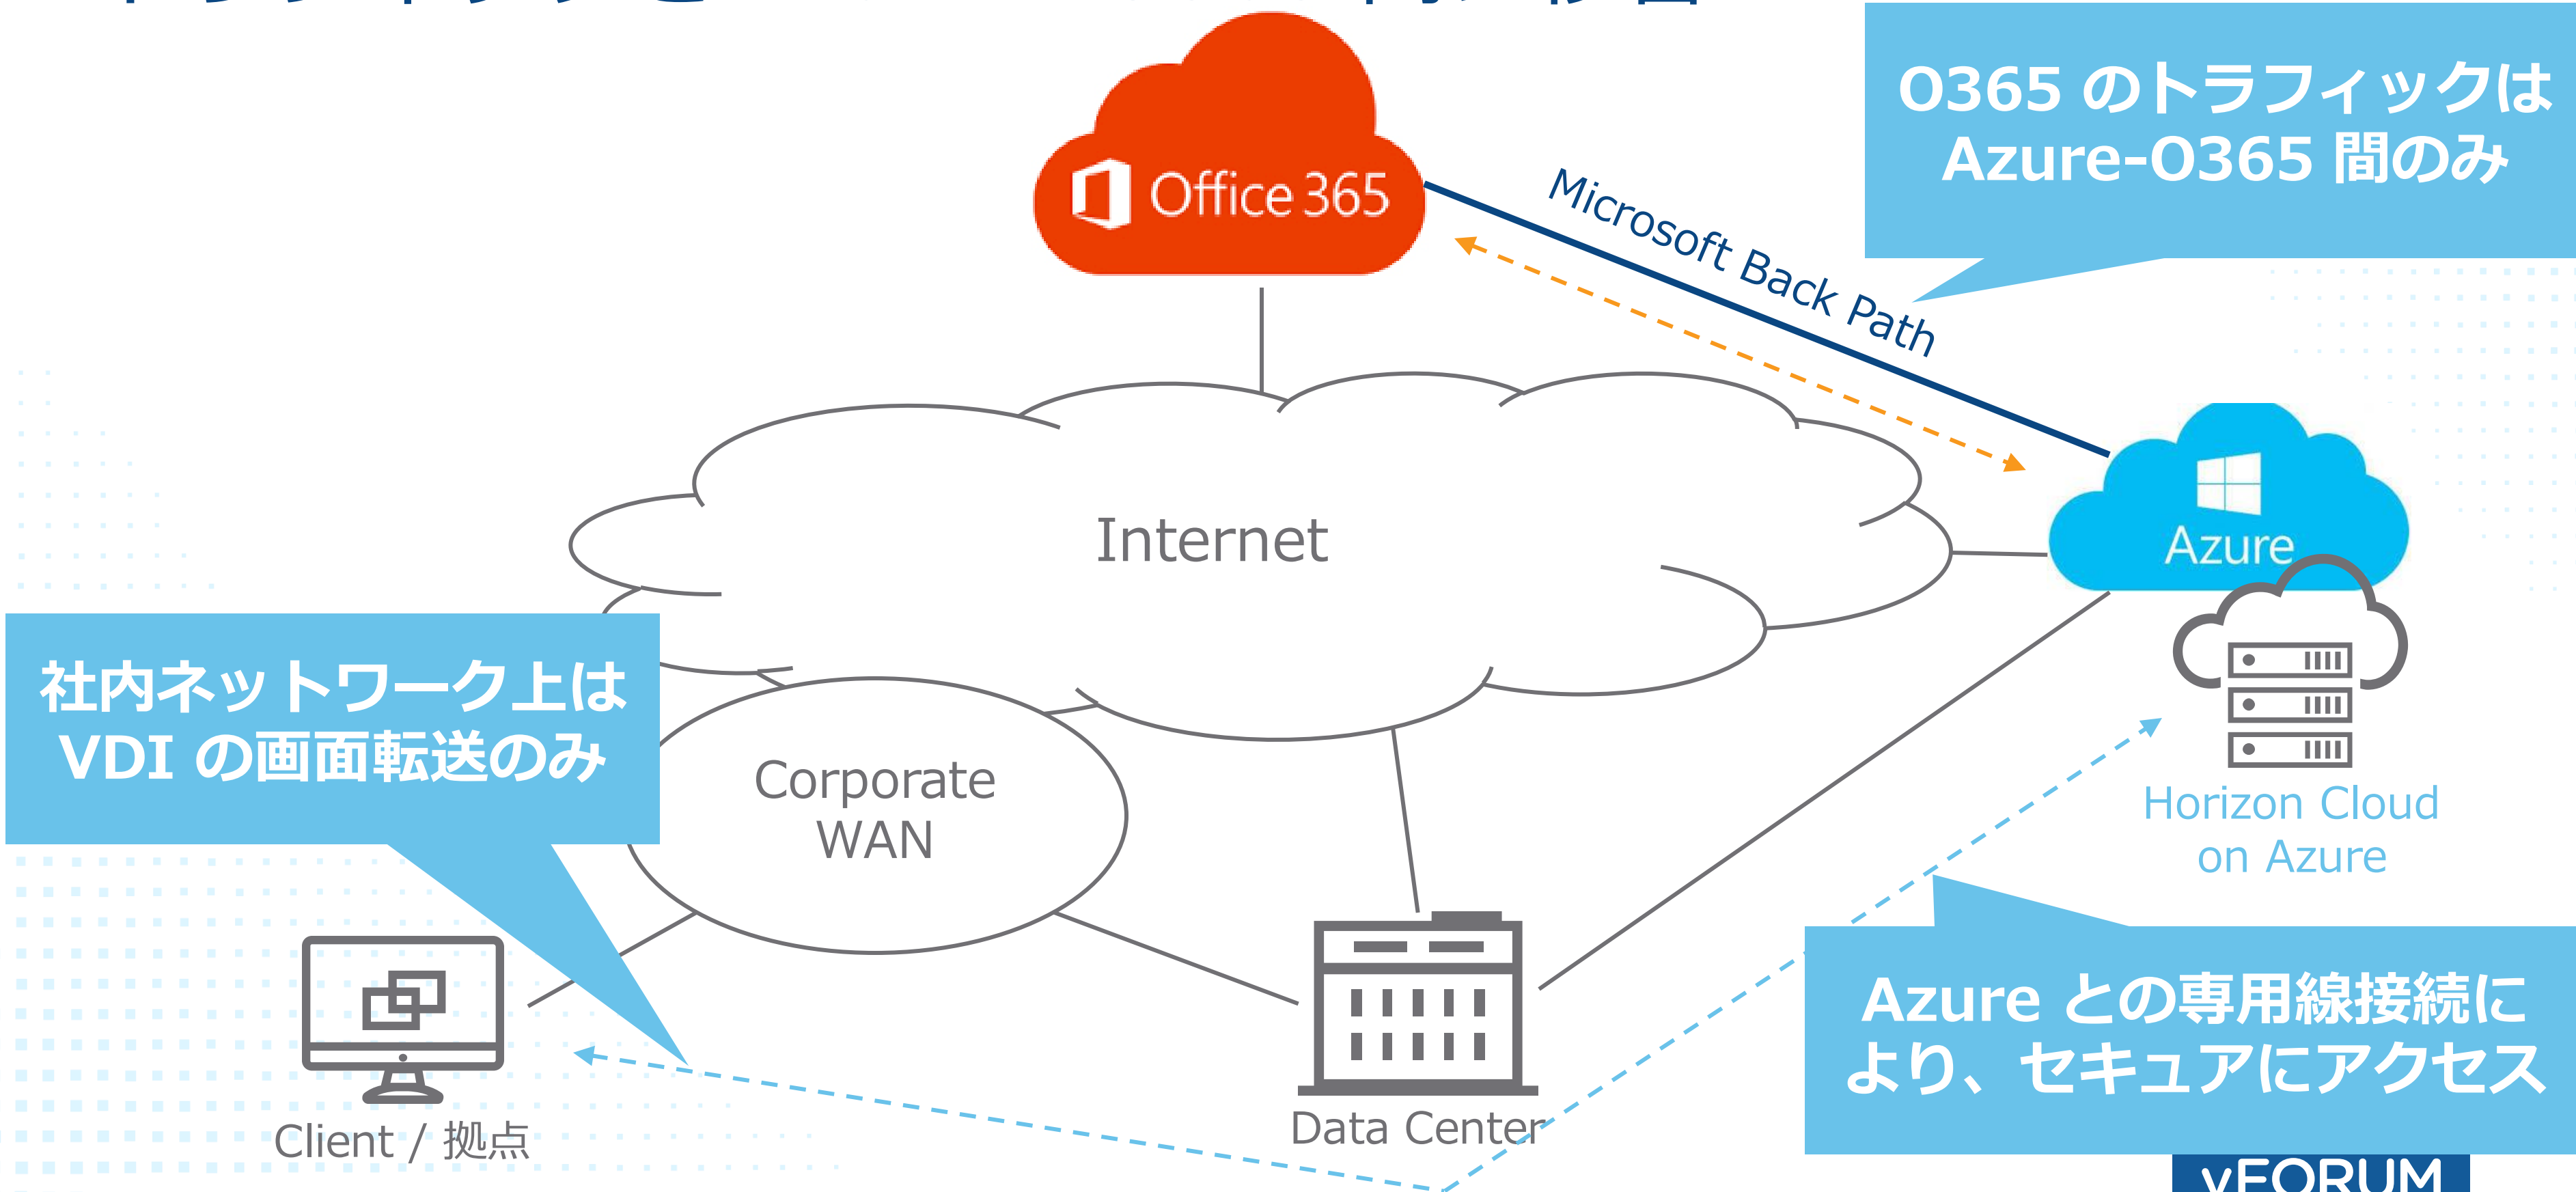 Office 365
O365 のトラフィックは
Azure-O365 間のみ
Microsoft Back Path
Internet
Azure
社内ネットワーク上は
VDI の画面転送のみ
Corporate
WAN
Horizon Cloud
on Azure
Azure との専用線接続に
より、セキュアにアクセス
Client / 拠点
Data Center
vFORUM